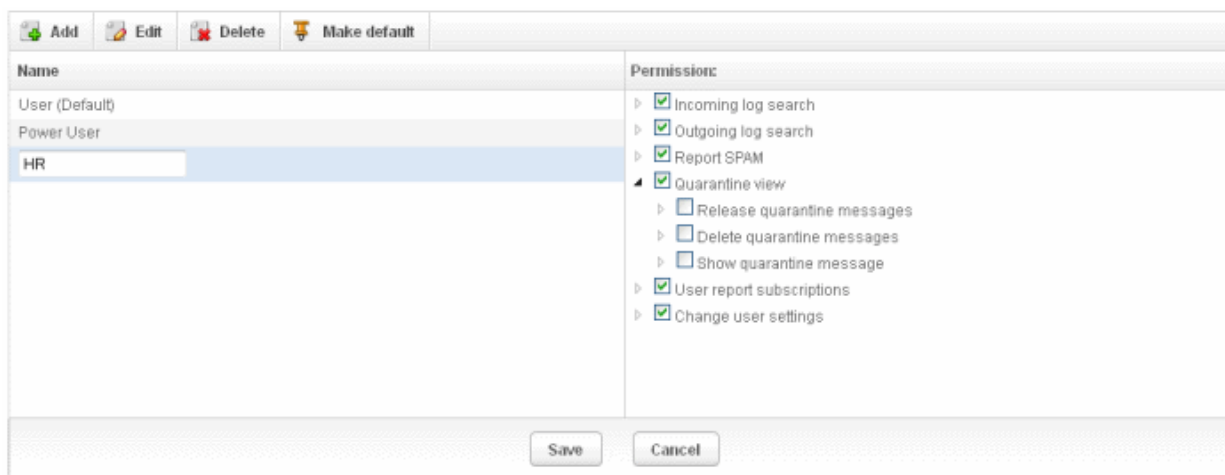 Add Edit Delete Make default
Name
Permission:
User (Default)
Power User
HR
Incoming log search
Outgoing log search
Report SPAM
Quarantine view
Release quarantine messages
Delete quarantine messages
Show quarantine message
User report subscriptions
Change user settings
Save Cancel